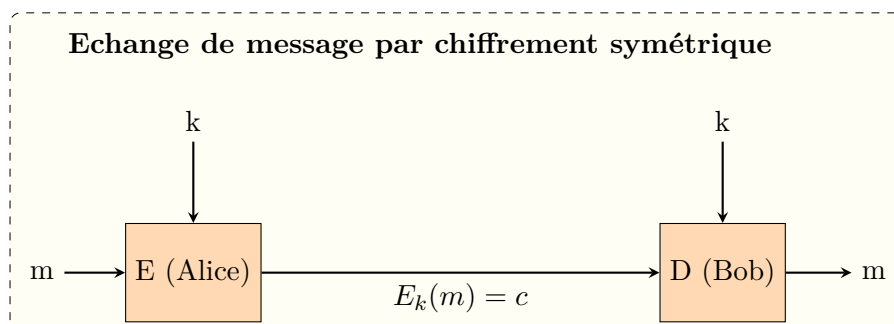 Echange de message par chiffrement symétrique
k k
m E (Alice) D (Bob) m
E_k(m) = c